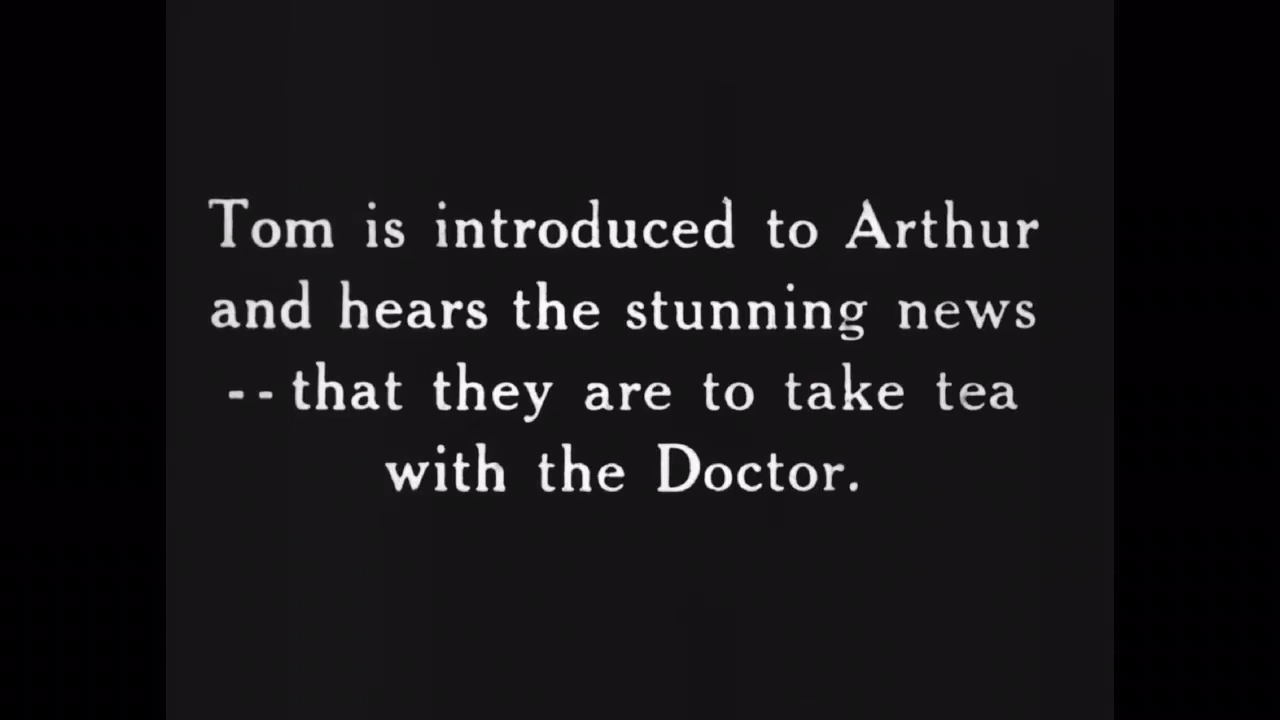 Tom is introduced to Arthur
and hears the stunning news
-- that they are to take tea
with the Doctor.